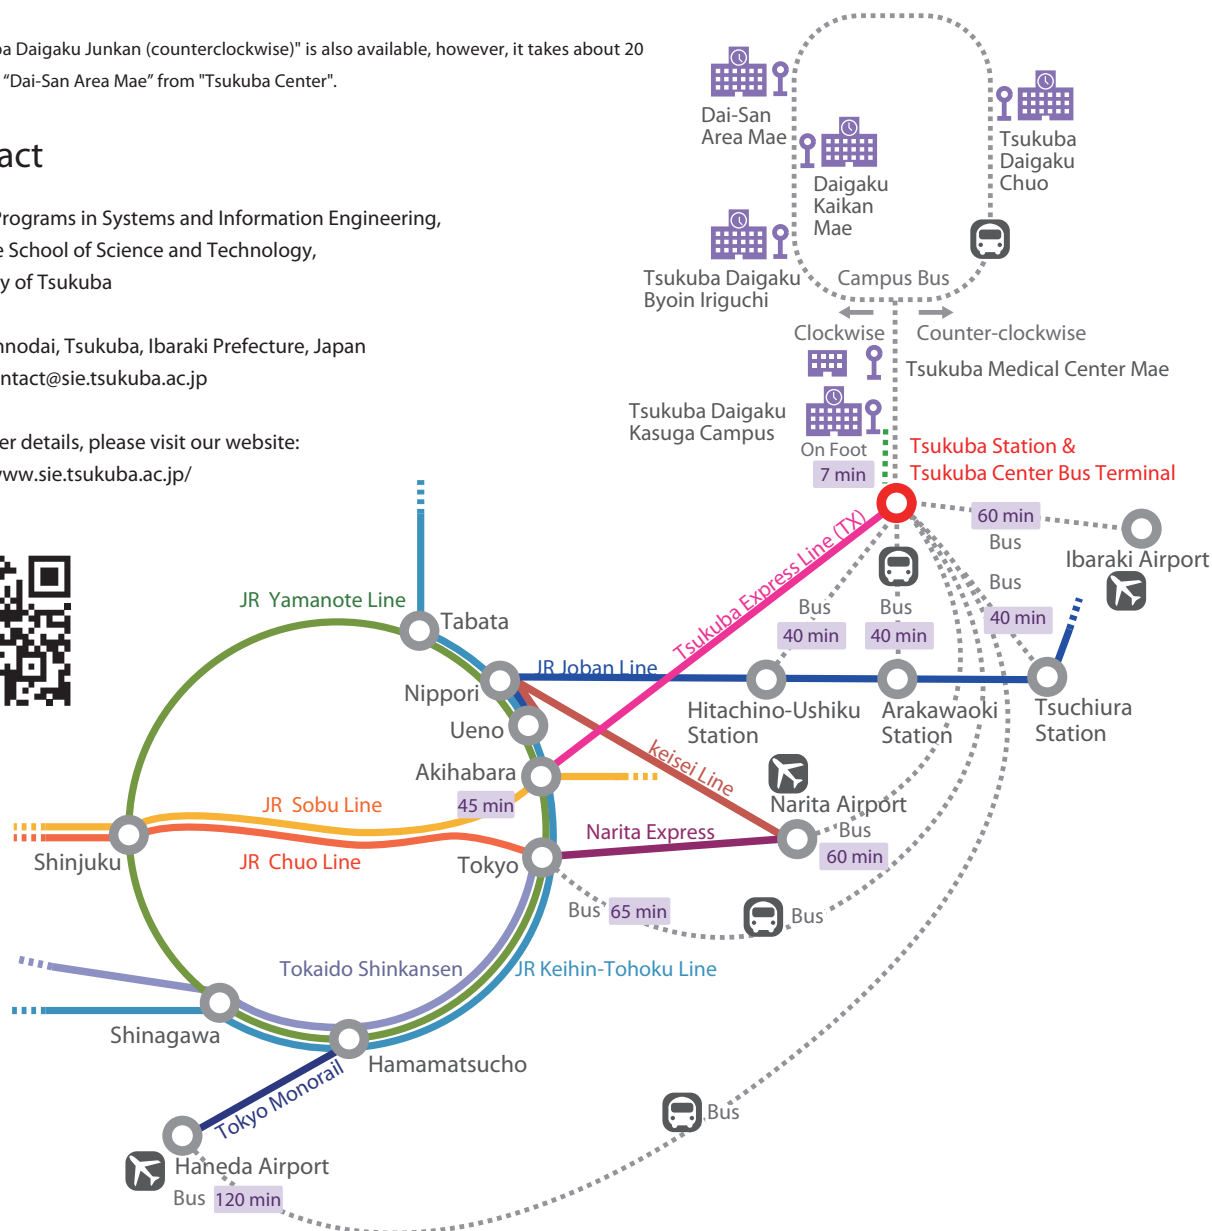 ba Daigaku Junkan (counterclockwise)" is also available, however, it takes about 20
“Dai-San Area Mae” from "Tsukuba Center".
act
Programs in Systems and Information Engineering,
e School of Science and Technology,
y of Tsukuba
nnodai, Tsukuba, Ibaraki Prefecture, Japan
ntact@sie.tsukuba.ac.jp
er details, please visit our website:
www.sie.tsukuba.ac.jp/
Dai-San
Area Mae
Daigaku
Kaikan
Mae
Tsukuba
Daigaku
Chuo
Tsukuba Daigaku
Byoin Iriguchi
Campus Bus
Clockwise
Counter-clockwise
Tsukuba Medical Center Mae
Tsukuba Daigaku
Kasuga Campus
On Foot
7 min
Tsukuba Station &
Tsukuba Center Bus Terminal
60 min
Bus
Ibaraki Airport
Tsukuba Express Line (TX)
Bus
40 min
Bus
40 min
Bus
40 min
JR Yamanote Line
Tabata
JR Joban Line
Nippori
Hitachino-Ushiku
Station
Arakawaoki
Station
Tsuchiura
Station
Ueno
keisei Line
Akihabara
45 min
JR Sobu Line
Narita Airport
Bus
60 min
Narita Express
Shinjuku
JR Chuo Line
Tokyo
Bus
65 min
Bus
Tokaido Shinkansen
JR Keihin-Tohoku Line
Shinagawa
Hamamatsucho
Tokyo Monorail
Bus
Haneda Airport
Bus
120 min